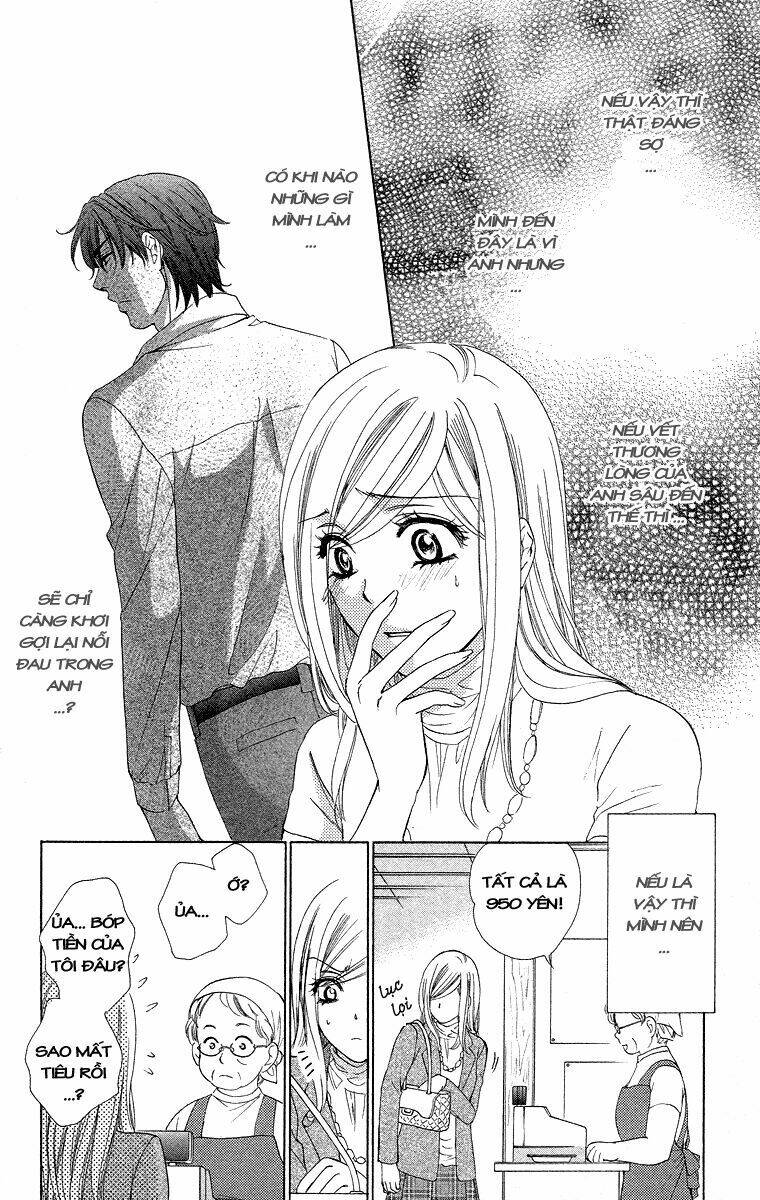 NẾU VẬY THÌ
THẬT ĐÁNG
SỢ
...
MÌNH ĐẾN
ĐÂY LÀ VÌ
ANH NHƯNG
...
CÓ KHI NÀO
NHỮNG GÌ
MÌNH LÀM
...
NẾU VẾT
THƯƠNG
LÒNG CỦA
ANH SÂU ĐẾN
THẾ THÌ ...
SẼ CHỈ
CÀNG KHƠI
GỢI LẠI NỖI
ĐAU TRONG
ANH
...?
NẾU LÀ
VẬY THÌ
MÌNH NÊN
...
TẤT CẢ LÀ
950 YÊN!
LỤC
LỌI
Ớ?
ỦA...
ỦA... BÓP
TIỀN CỦA
TÔI ĐÂU?
SAO MẤT
TIÊU RỒI
...?